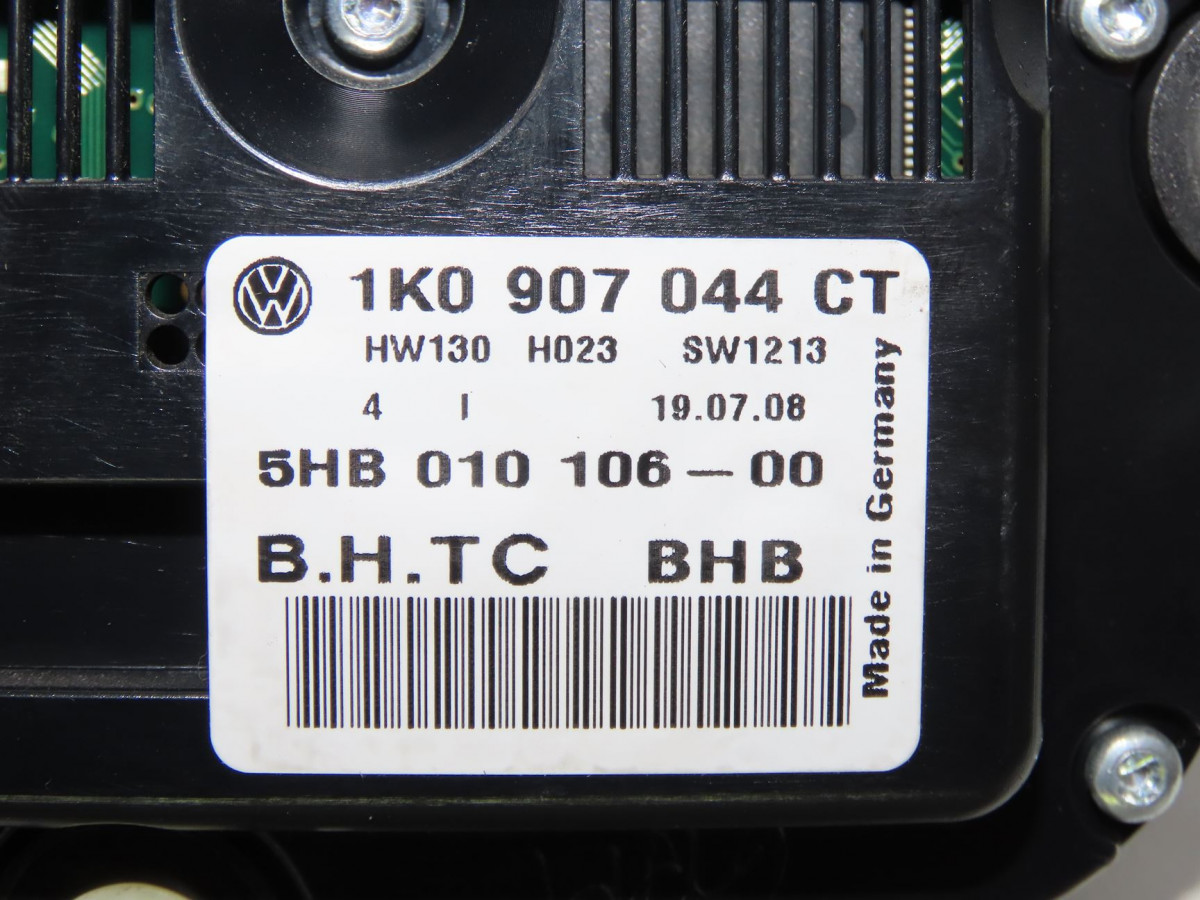 1K0 907 044 CT
HW130 H023 SW1213
4 I 19.07.08
5HB 010 106 — 00
B.H.TC BHB
Made in Germany